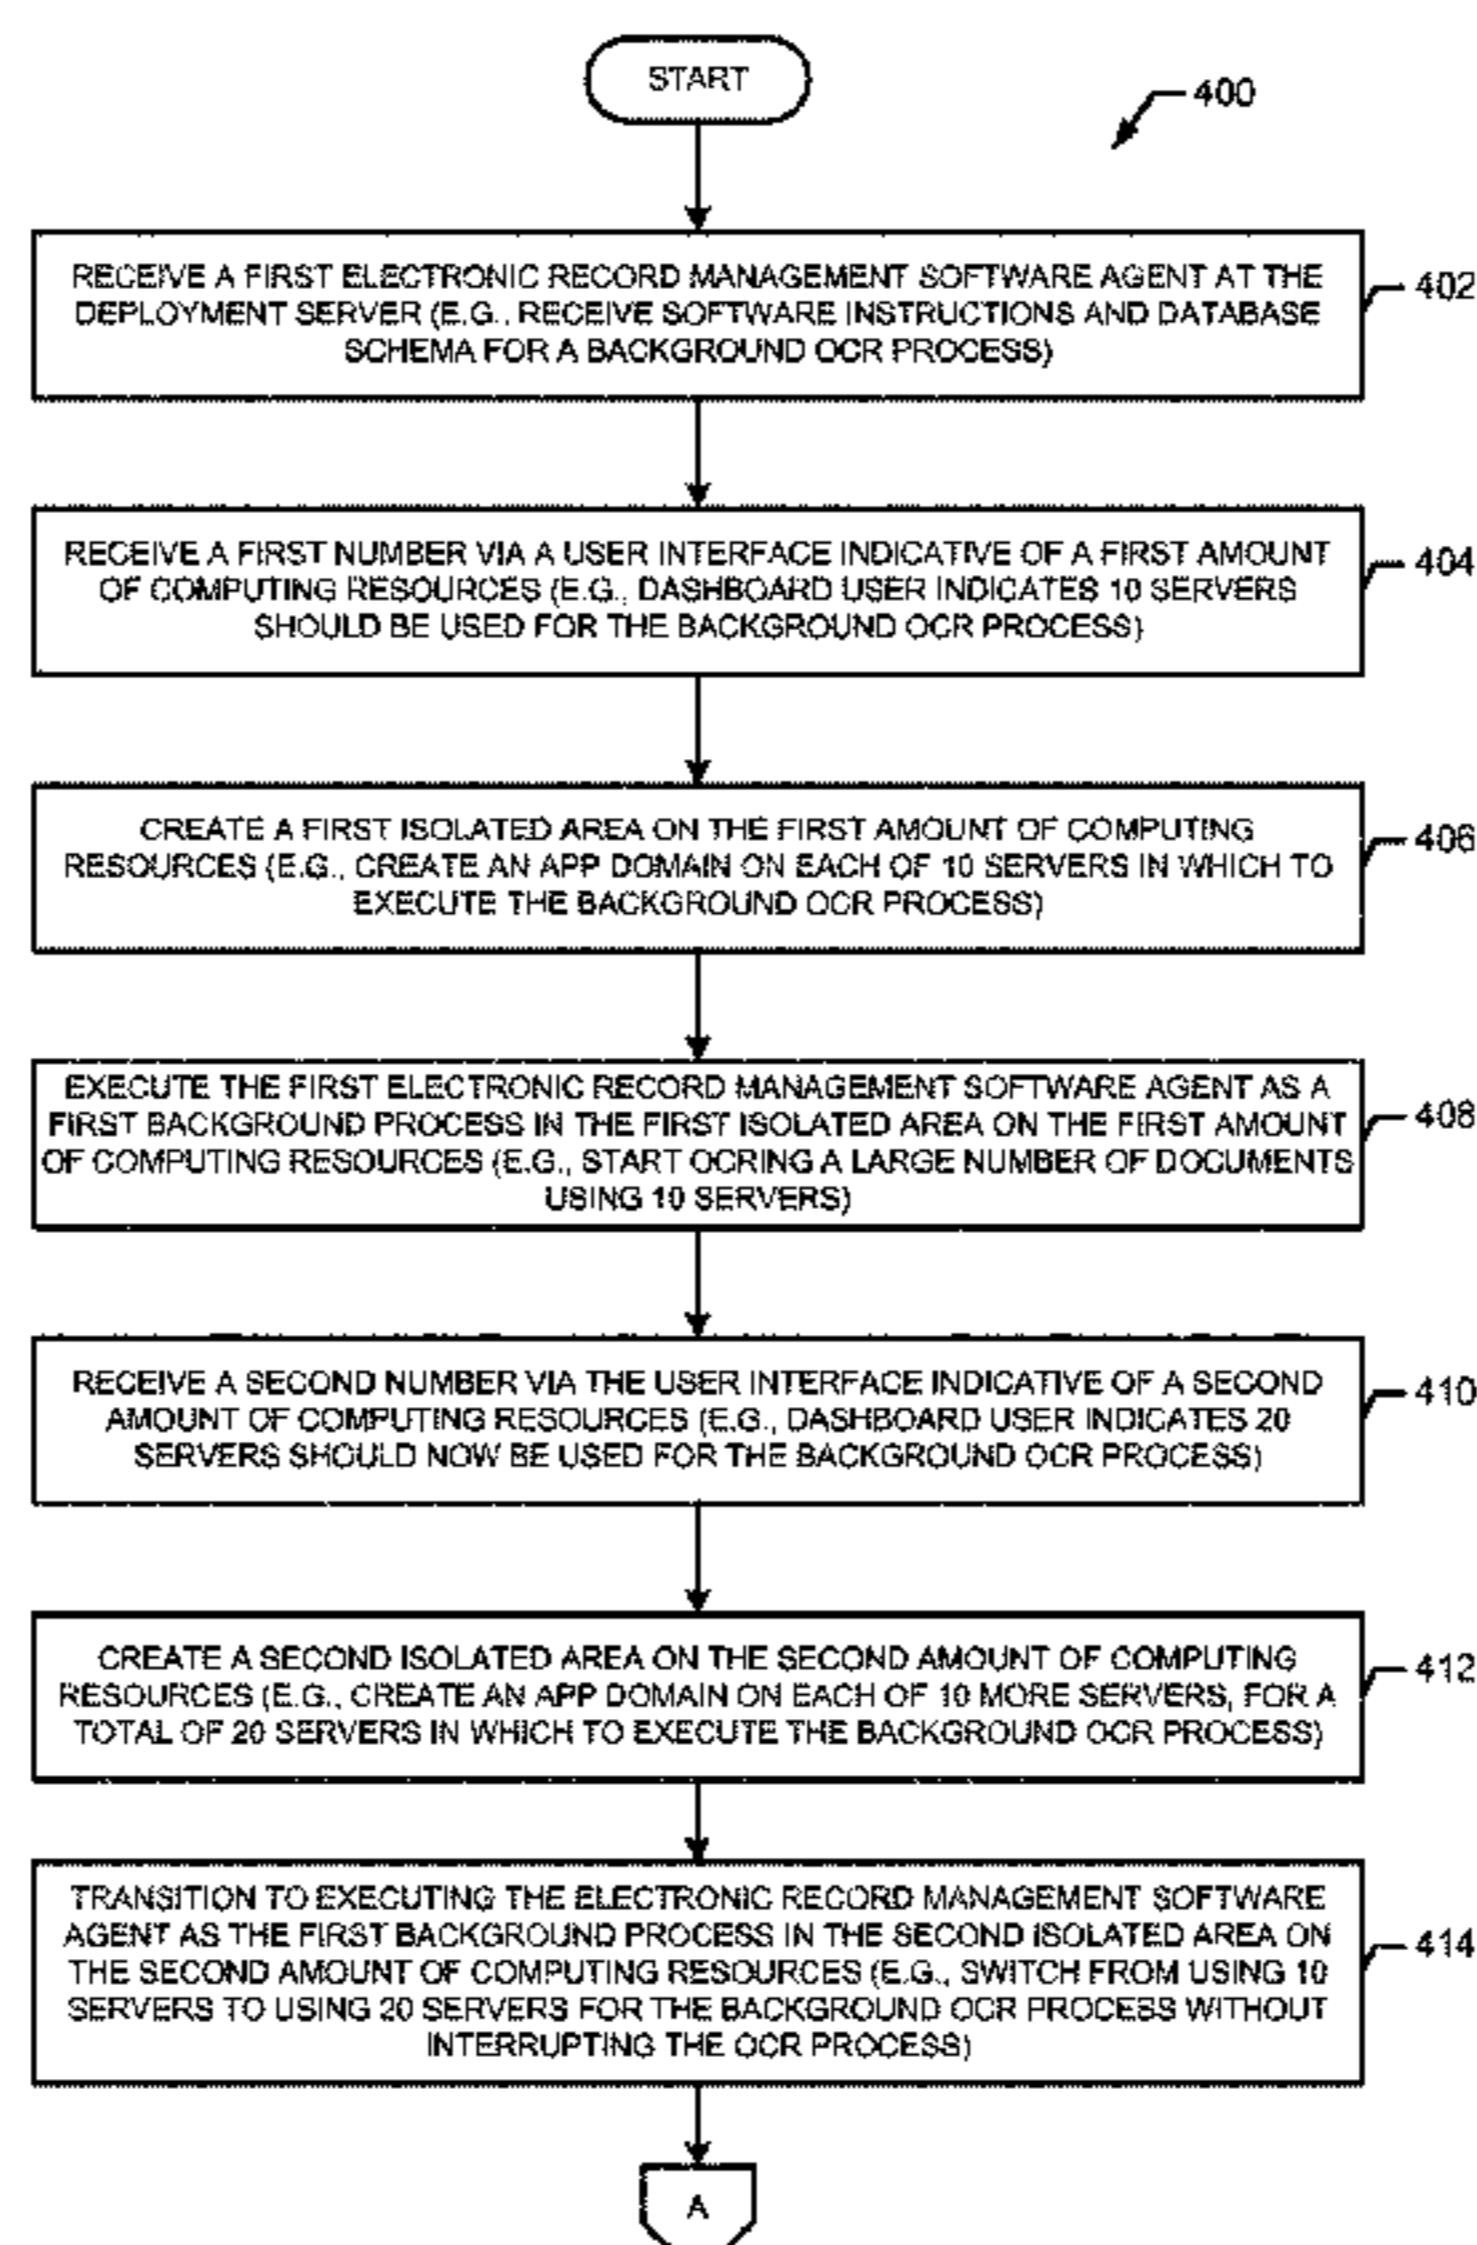 START
400
RECEIVE A FIRST ELECTRONIC RECORD MANAGEMENT SOFTWARE AGENT AT THE
DEPLOYMENT SERVER (E.G., RECEIVE SOFTWARE INSTRUCTIONS AND DATABASE
SCHEMA FOR A BACKGROUND OCR PROCESS)
402
RECEIVE A FIRST NUMBER VIA A USER INTERFACE INDICATIVE OF A FIRST AMOUNT
OF COMPUTING RESOURCES (E.G., DASHBOARD USER INDICATES 10 SERVERS
SHOULD BE USED FOR THE BACKGROUND OCR PROCESS)
404
CREATE A FIRST ISOLATED AREA ON THE FIRST AMOUNT OF COMPUTING
RESOURCES (E.G., CREATE AN APP DOMAIN ON EACH OF 10 SERVERS IN WHICH TO
EXECUTE THE BACKGROUND OCR PROCESS)
406
EXECUTE THE FIRST ELECTRONIC RECORD MANAGEMENT SOFTWARE AGENT AS A
FIRST BACKGROUND PROCESS IN THE FIRST ISOLATED AREA ON THE FIRST AMOUNT
OF COMPUTING RESOURCES (E.G., START OCRING A LARGE NUMBER OF DOCUMENTS
USING 10 SERVERS)
408
RECEIVE A SECOND NUMBER VIA THE USER INTERFACE INDICATIVE OF A SECOND
AMOUNT OF COMPUTING RESOURCES (E.G., DASHBOARD USER INDICATES 20
SERVERS SHOULD NOW BE USED FOR THE BACKGROUND OCR PROCESS)
410
CREATE A SECOND ISOLATED AREA ON THE SECOND AMOUNT OF COMPUTING
RESOURCES (E.G., CREATE AN APP DOMAIN ON EACH OF 10 MORE SERVERS, FOR A
TOTAL OF 20 SERVERS IN WHICH TO EXECUTE THE BACKGROUND OCR PROCESS)
412
TRANSITION TO EXECUTING THE ELECTRONIC RECORD MANAGEMENT SOFTWARE
AGENT AS THE FIRST BACKGROUND PROCESS IN THE SECOND ISOLATED AREA ON
THE SECOND AMOUNT OF COMPUTING RESOURCES (E.G., SWITCH FROM USING 10
SERVERS TO USING 20 SERVERS FOR THE BACKGROUND OCR PROCESS WITHOUT
INTERRUPTING THE OCR PROCESS)
414
A